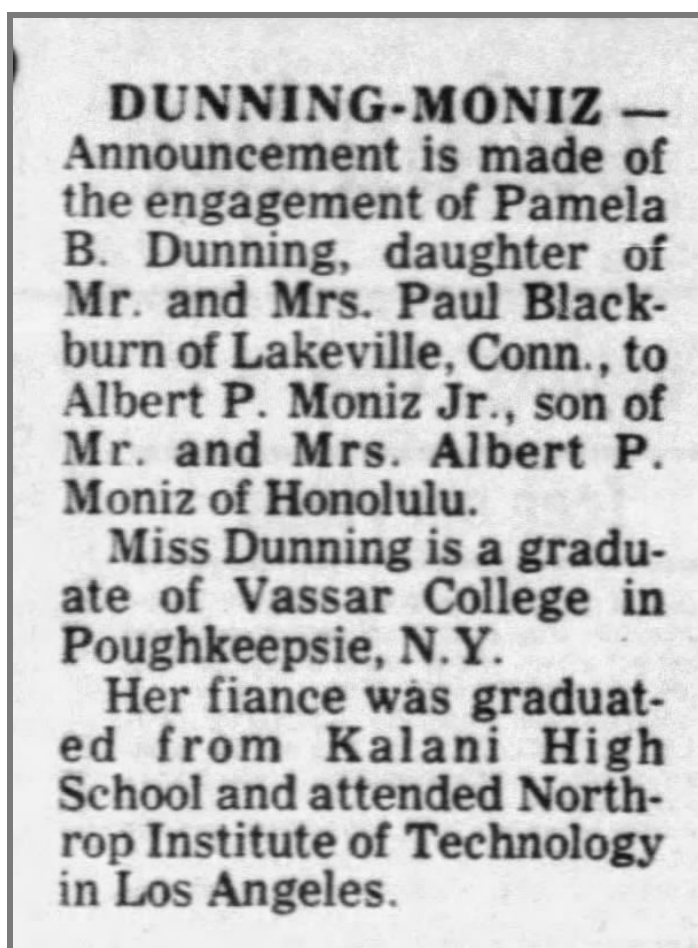 DUNNING-MONIZ —
Announcement is made of
the engagement of Pamela
B. Dunning, daughter of
Mr. and Mrs. Paul Black-
burn of Lakeville, Conn., to
Albert P. Moniz Jr., son of
Mr. and Mrs. Albert P.
Moniz of Honolulu.
Miss Dunning is a gradu-
ate of Vassar College in
Poughkeepsie, N.Y.
Her fiance was graduat-
ed from Kalani High
School and attended North-
rop Institute of Technology
in Los Angeles.